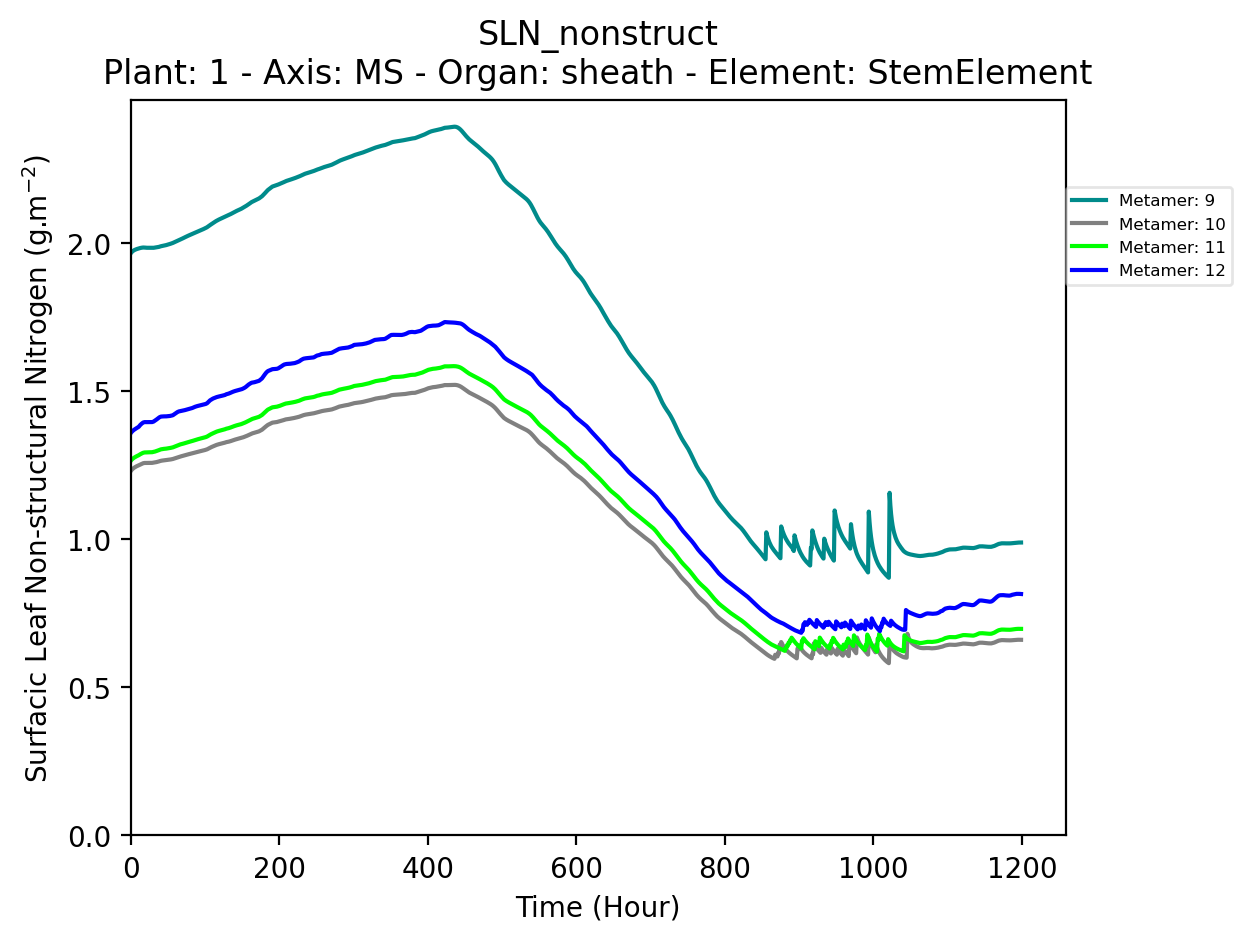 SLN_nonstruct
Plant: 1 - Axis: MS - Organ: sheath - Element: StemElement
Surfacic Leaf Non-structural Nitrogen (g.m⁻²)
2.0
1.5
1.0
0.5
0.0
0 200 400 600 800 1000 1200
Time (Hour)
Metamer: 9
Metamer: 10
Metamer: 11
Metamer: 12